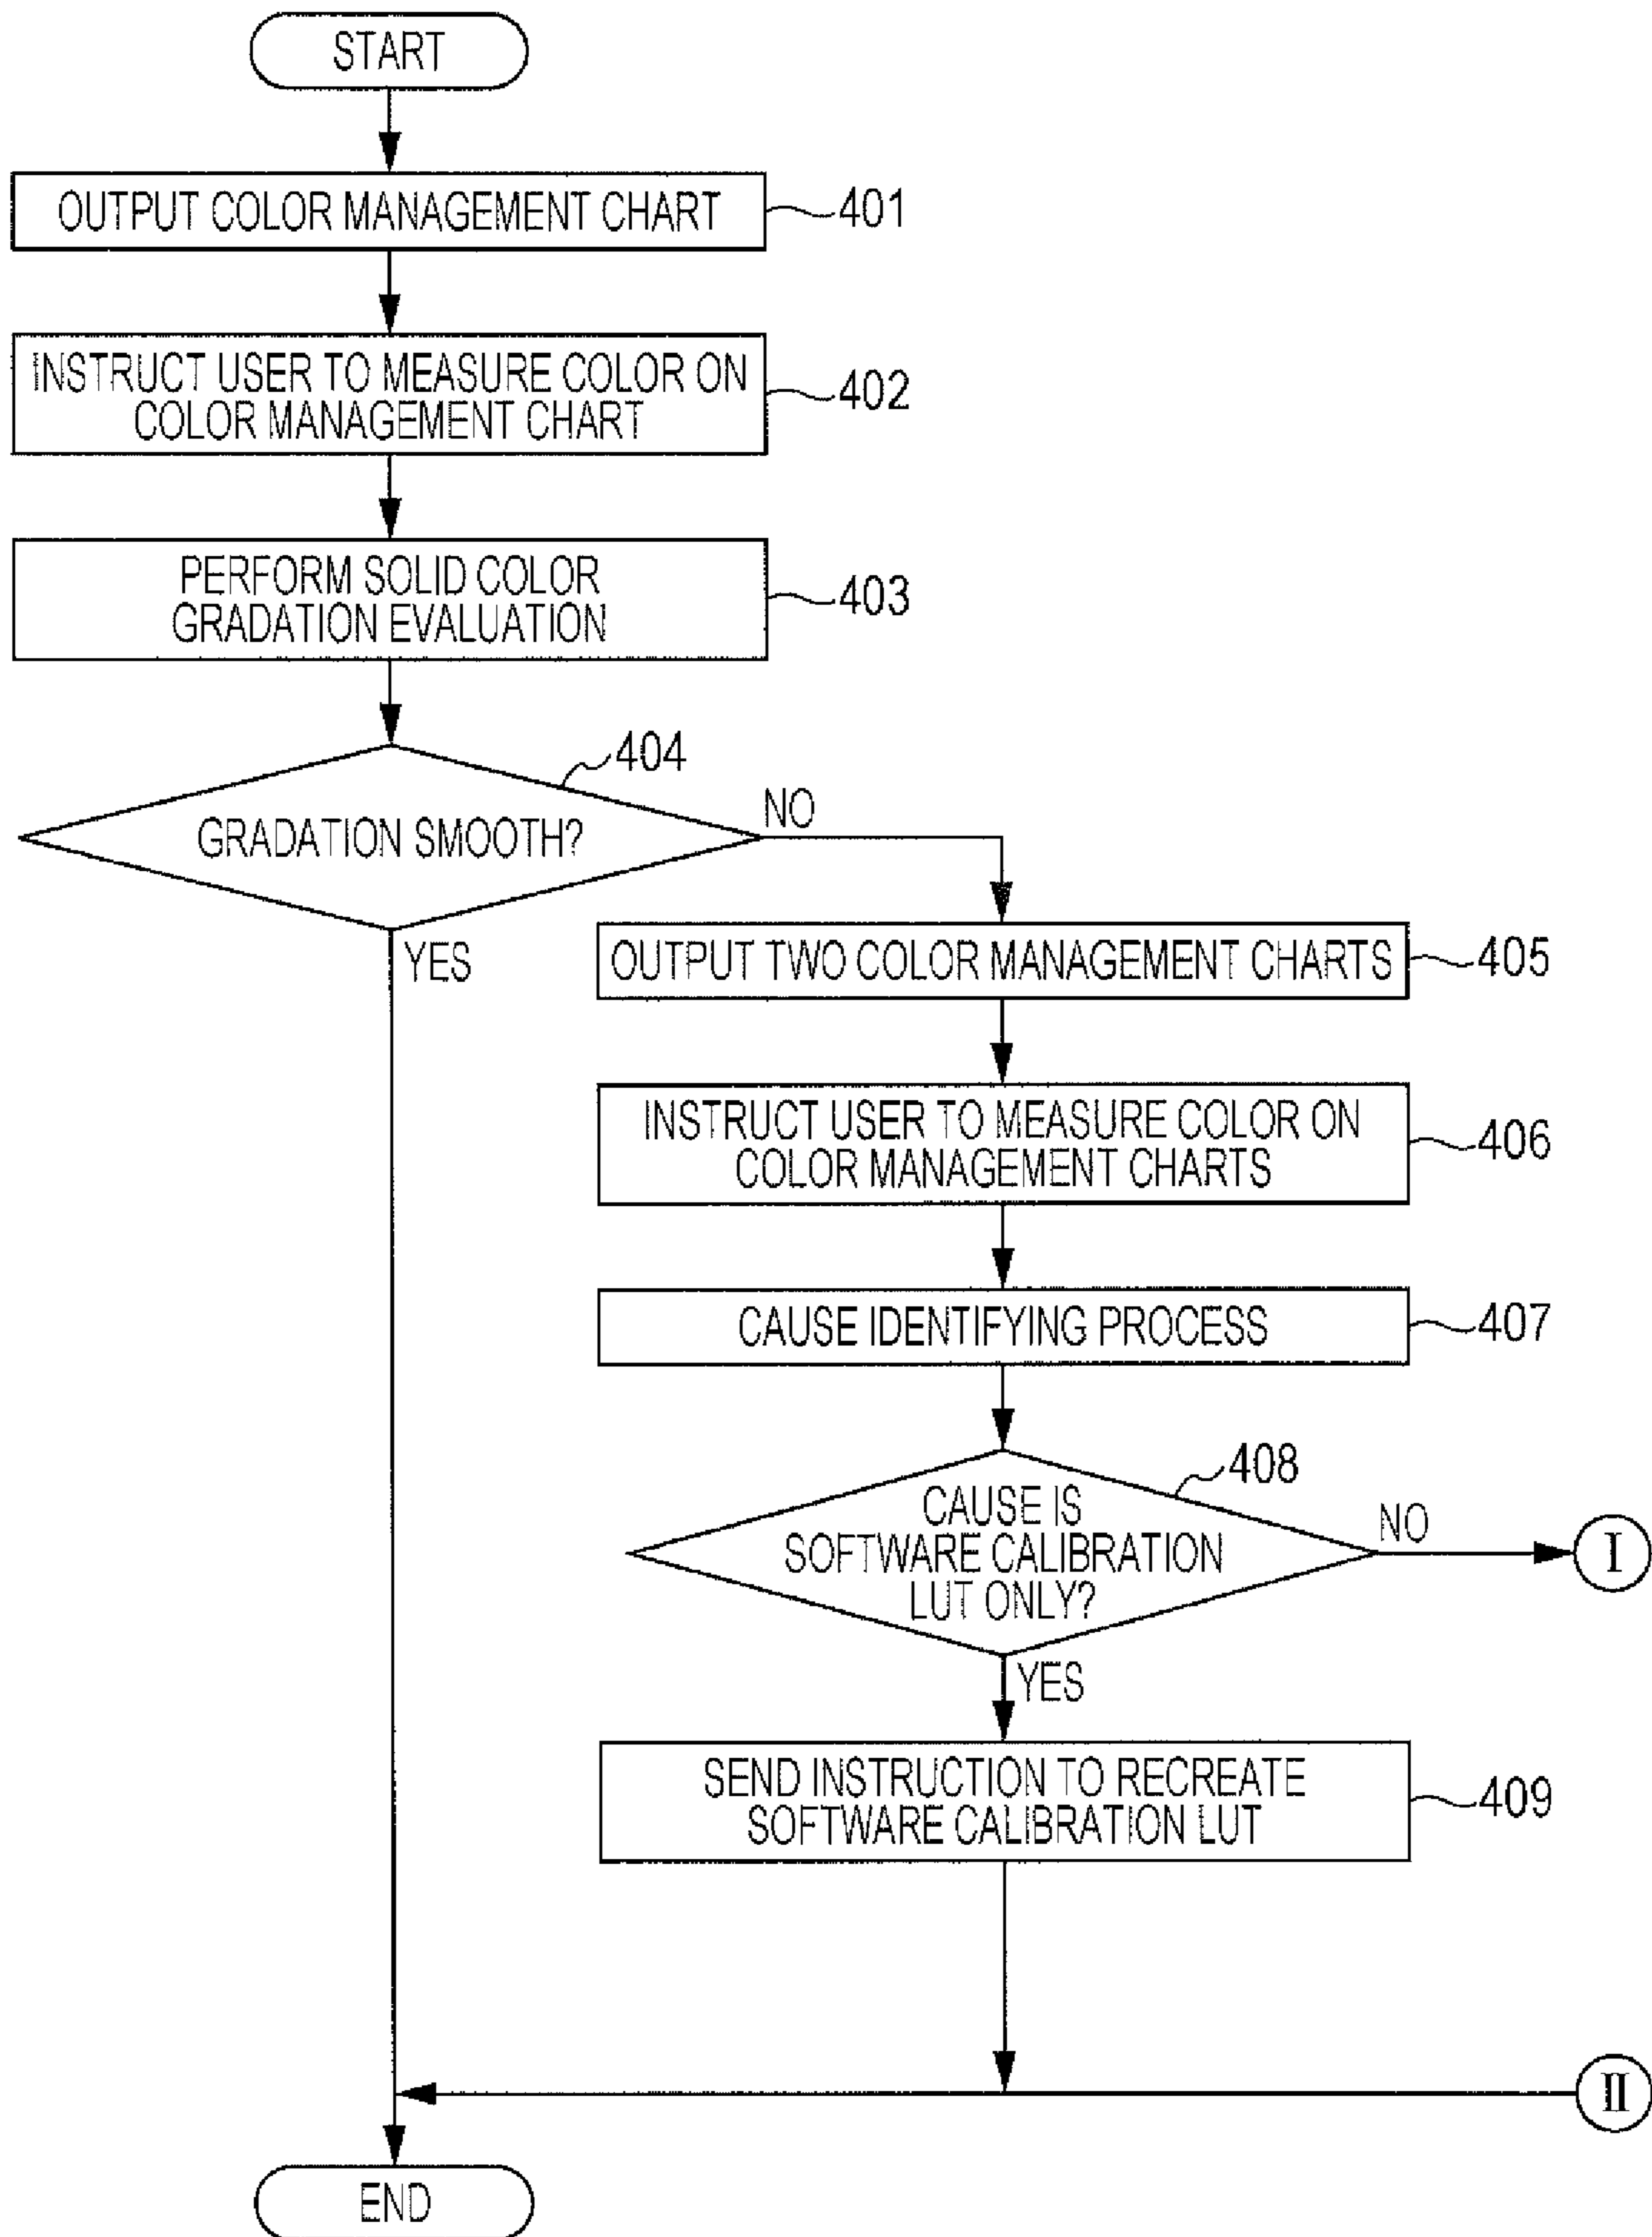 START
OUTPUT COLOR MANAGEMENT CHART
401
INSTRUCT USER TO MEASURE COLOR ON
COLOR MANAGEMENT CHART
402
PERFORM SOLID COLOR
GRADATION EVALUATION
403
404
GRADATION SMOOTH?
NO
YES
OUTPUT TWO COLOR MANAGEMENT CHARTS
405
INSTRUCT USER TO MEASURE COLOR ON
COLOR MANAGEMENT CHARTS
406
CAUSE IDENTIFYING PROCESS
407
408
CAUSE IS
SOFTWARE CALIBRATION
LUT ONLY?
NO
I
YES
SEND INSTRUCTION TO RECREATE
SOFTWARE CALIBRATION LUT
409
II
END